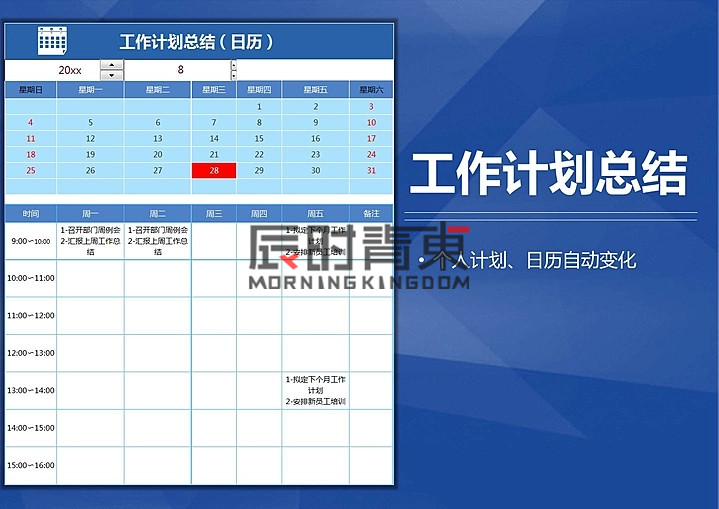 工作计划总结（日历）
20xx 8
星期日 星期一 星期二 星期三 星期四 星期五 星期六
1 2 3
4 5 6 7 8 9 10
11 12 13 14 15 16 17
18 19 20 21 22 23 24
25 26 27 28 29 30 31
时间 周一 周二 周三 周四 周五 备注
9:00~10:00
1-召开部门周例会
2-汇报上周工作总
结
1-召开部门周例会
2-汇报上周工作总
结
1-拟定下个月工作
计划
2-安排新员工培训
10:00~11:00
11:00~12:00
12:00~13:00
13:00~14:00
1-拟定下个月工作
计划
2-安排新员工培训
14:00~15:00
15:00~16:00
工作计划总结
• 个人计划、日历自动变化
MORNINGKINGDOM